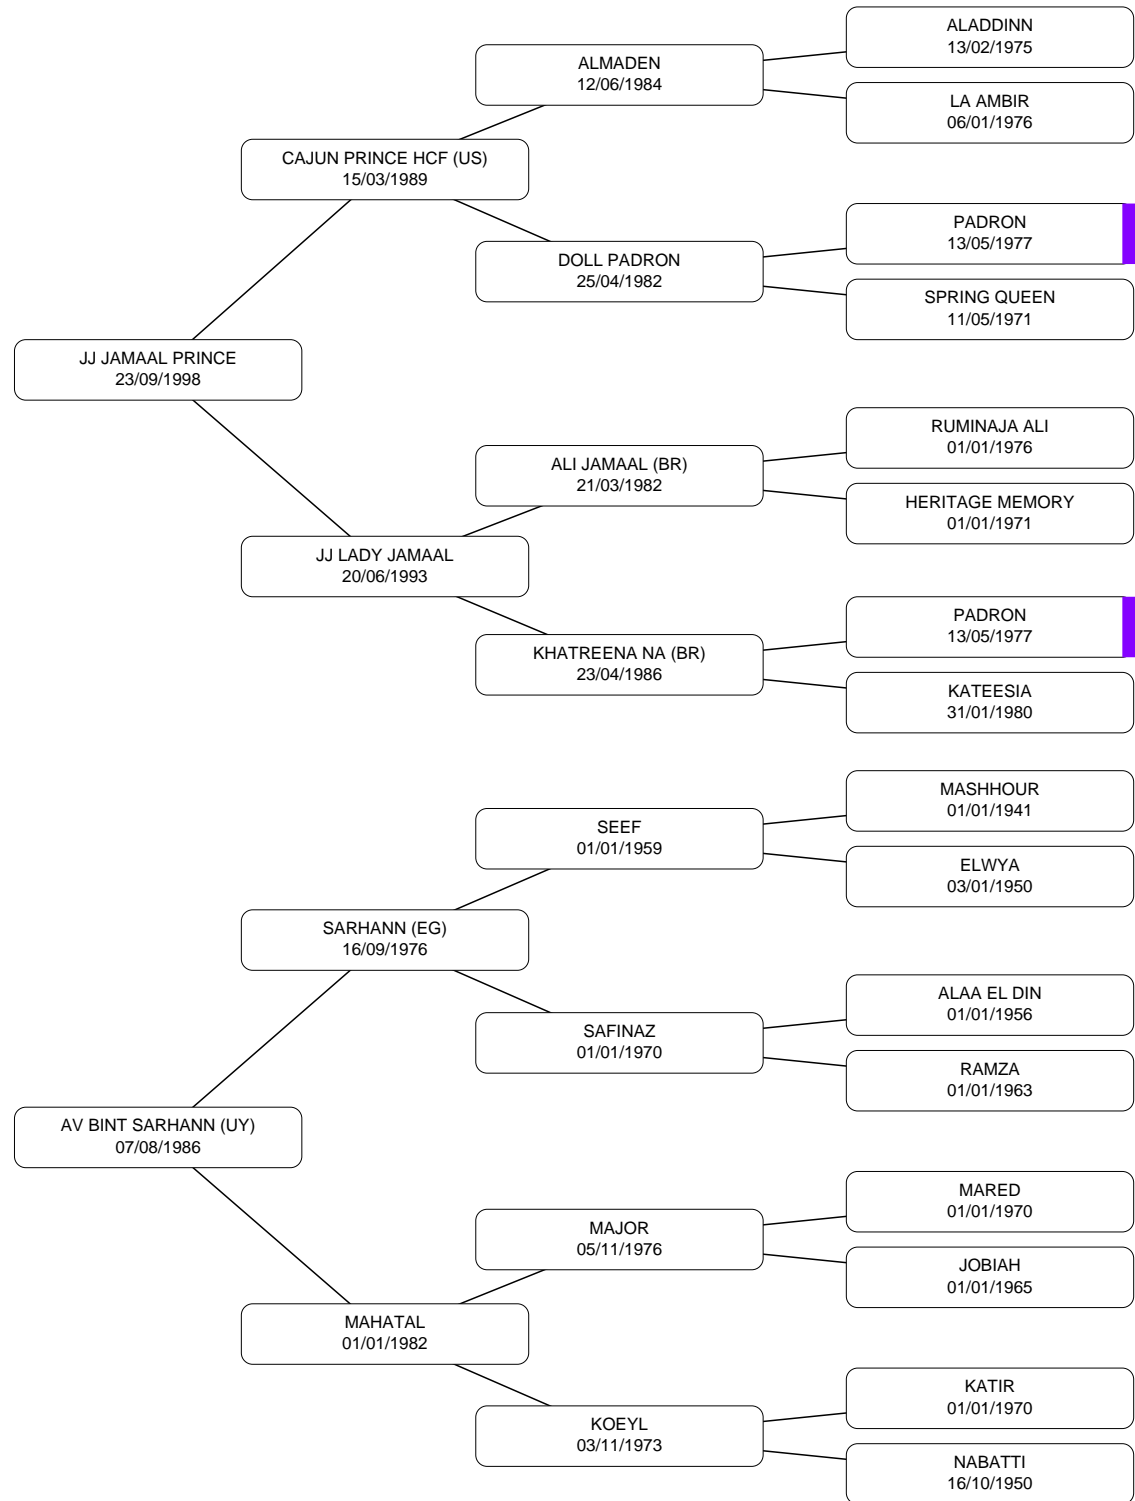 ALADDINN
13/02/1975
ALMADEN
12/06/1984
LA AMBIR
06/01/1976
CAJUN PRINCE HCF (US)
15/03/1989
PADRON
13/05/1977
DOLL PADRON
25/04/1982
SPRING QUEEN
11/05/1971
JJ JAMAAL PRINCE
23/09/1998
RUMINAJA ALI
01/01/1976
ALI JAMAAL (BR)
21/03/1982
HERITAGE MEMORY
01/01/1971
JJ LADY JAMAAL
20/06/1993
PADRON
13/05/1977
KHATREENA NA (BR)
23/04/1986
KATEESIA
31/01/1980
MASHHOUR
01/01/1941
SEEF
01/01/1959
ELWYA
03/01/1950
SARHANN (EG)
16/09/1976
ALAA EL DIN
01/01/1956
SAFINAZ
01/01/1970
RAMZA
01/01/1963
AV BINT SARHANN (UY)
07/08/1986
MARED
01/01/1970
MAJOR
05/11/1976
JOBIAH
01/01/1965
MAHATAL
01/01/1982
KATIR
01/01/1970
KOEYL
03/11/1973
NABATTI
16/10/1950